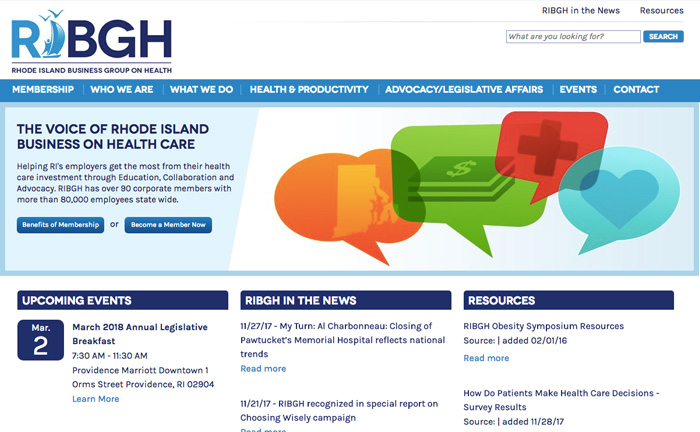 RIBGH in the News
Resources
RIBGH
RHODE ISLAND BUSINESS GROUP ON HEALTH
What are you looking for?
SEARCH
MEMBERSHIP
WHO WE ARE
WHAT WE DO
HEALTH & PRODUCTIVITY
ADVOCACY/LEGISLATIVE AFFAIRS
EVENTS
CONTACT
THE VOICE OF RHODE ISLAND
BUSINESS ON HEALTH CARE
Helping RI's employers get the most from their health
care investment through Education, Collaboration and
Advocacy. RIBGH has over 90 corporate members with
more than 80,000 employees state wide.
Benefits of Membership
or
Become a Member Now
$
UPCOMING EVENTS
Mar.
2
March 2018 Annual Legislative
Breakfast
7:30 AM - 11:30 AM
Providence Marriott Downtown 1
Orms Street Providence, RI 02904
Learn More
RIBGH IN THE NEWS
11/27/17 - My Turn: Al Charbonneau: Closing of
Pawtucket's Memorial Hospital reflects national
trends
Read more
11/21/17 - RIBGH recognized in special report on
Choosing Wisely campaign
Read more
RESOURCES
RIBGH Obesity Symposium Resources
Source: | added 02/01/16
Read more
How Do Patients Make Health Care Decisions -
Survey Results
Source: | added 11/28/17